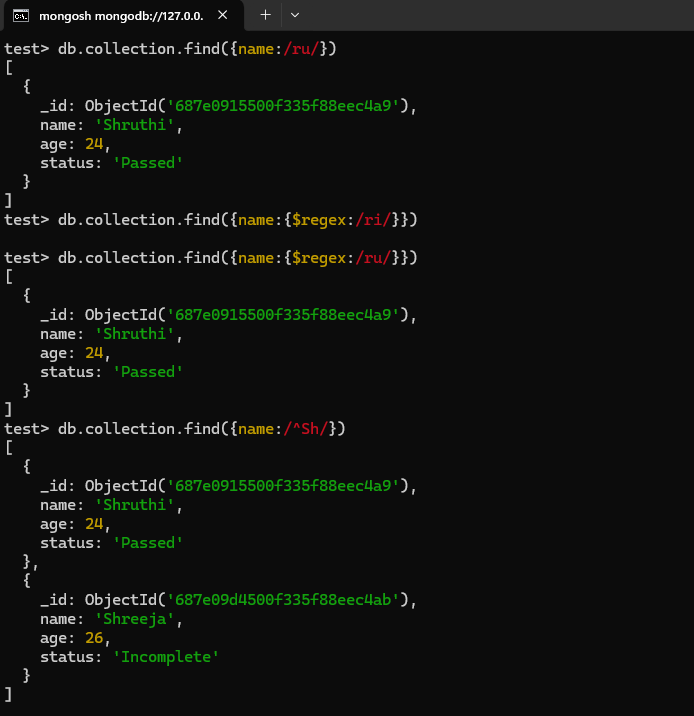 mongosh mongodb://127.0.0.
test> db.collection.find({name:/ru/})
[
  {
    _id: ObjectId('687e0915500f335f88eec4a9'),
    name: 'Shruthi',
    age: 24,
    status: 'Passed'
  }
]
test> db.collection.find({name:{$regex:/ri/}})

test> db.collection.find({name:{$regex:/ru/}})
[
  {
    _id: ObjectId('687e0915500f335f88eec4a9'),
    name: 'Shruthi',
    age: 24,
    status: 'Passed'
  }
]
test> db.collection.find({name:/^Sh/})
[
  {
    _id: ObjectId('687e0915500f335f88eec4a9'),
    name: 'Shruthi',
    age: 24,
    status: 'Passed'
  },
  {
    _id: ObjectId('687e09d4500f335f88eec4ab'),
    name: 'Shreeja',
    age: 26,
    status: 'Incomplete'
  }
]